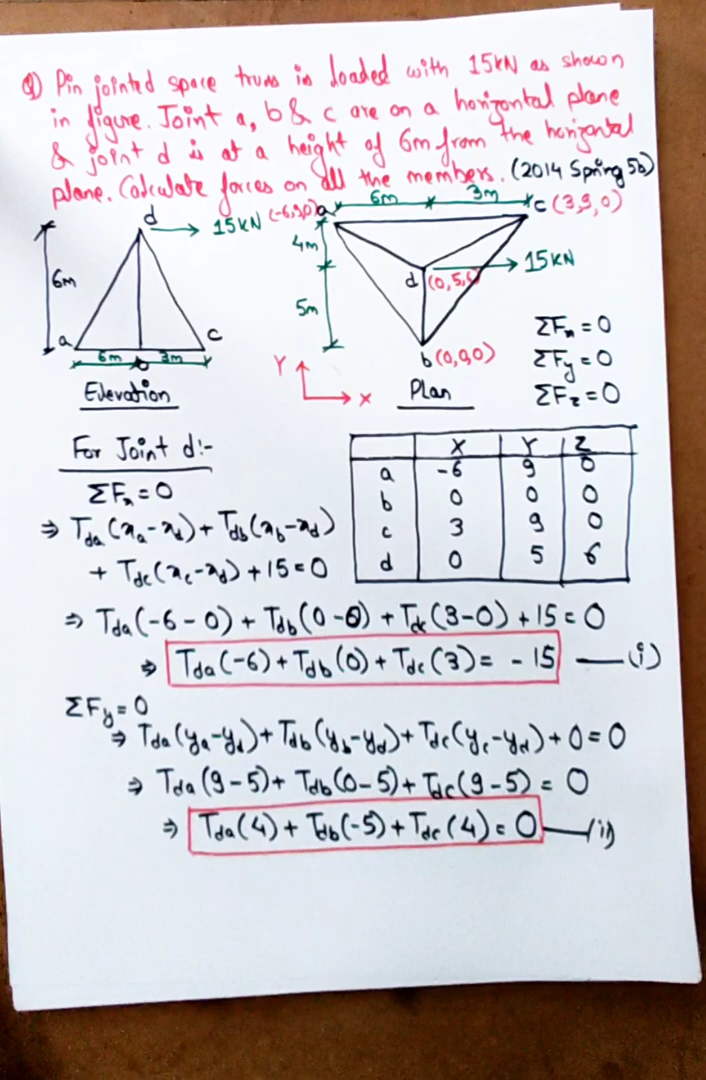 Q) Pin jointed space truss is loaded with 15kN as shown
in figure. Joint a, b & c are on a horizontal plane
& joint d is at a height of 6m from the horizontal
plane. Calculate forces on all the members. (2014 Spring 5b)
d
15KN
6m
a
c
6m
b
3m
Elevation
6m
3m
(-6,9,0) a
c (3,9,0)
4m
d
(0,5,6)
15KN
5m
b (0,0,0)
Y
X
Plan
ΣFx = 0
ΣFy = 0
ΣFz = 0
X Y Z
a -6 9 0
b 0 0 0
c 3 9 0
d 0 5 6
For Joint d:-
ΣFx = 0
⇒ Tda (xa-xd) + Tdb (xb-xd)
+ Tdc (xc-xd) + 15 = 0
⇒ Tda (-6 - 0) + Tdb (0 - 0) + Tdc (3-0) + 15 = 0
⇒ Tda (-6) + Tdb (0) + Tdc (3) = - 15 — (i)
ΣFy = 0
⇒ Tda (ya-yd) + Tdb (yb-yd) + Tdc (yc-yd) + 0 = 0
⇒ Tda (9-5) + Tdb (0-5) + Tdc (9-5) = 0
⇒ Tda (4) + Tdb (-5) + Tdc (4) = 0 — (ii)